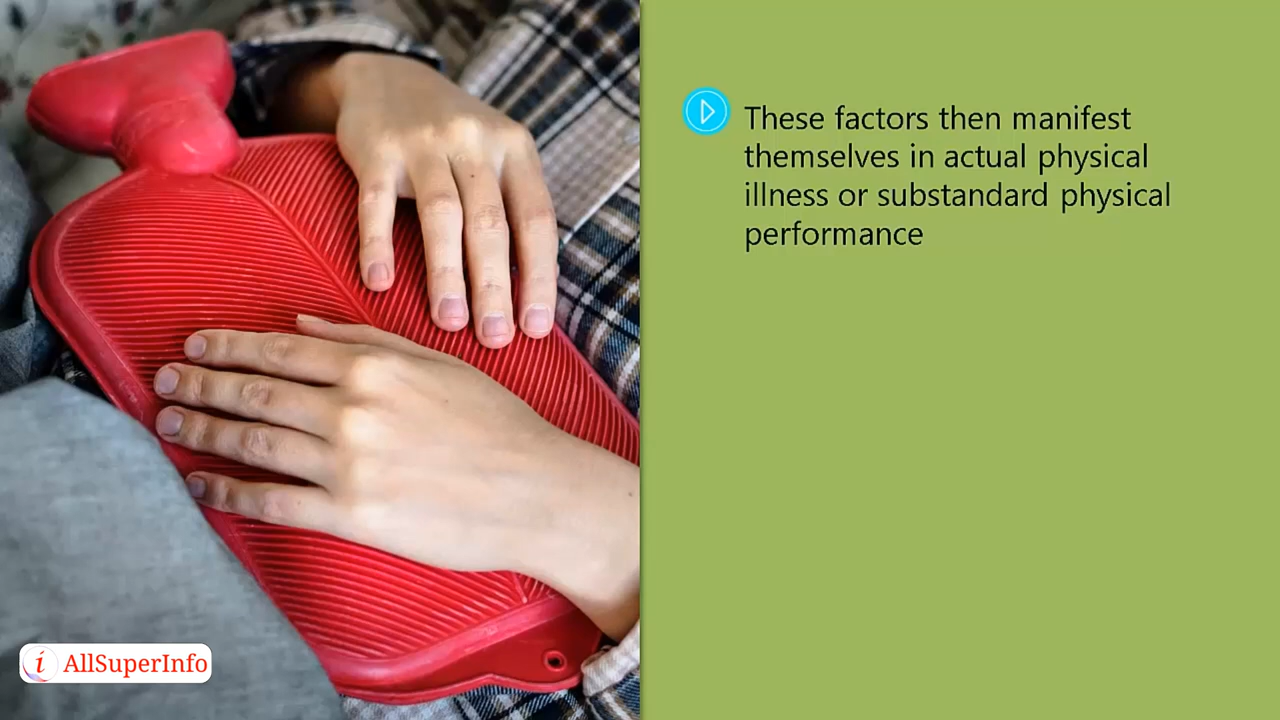 These factors then manifest
themselves in actual physical
illness or substandard physical
performance
i AllSuperInfo